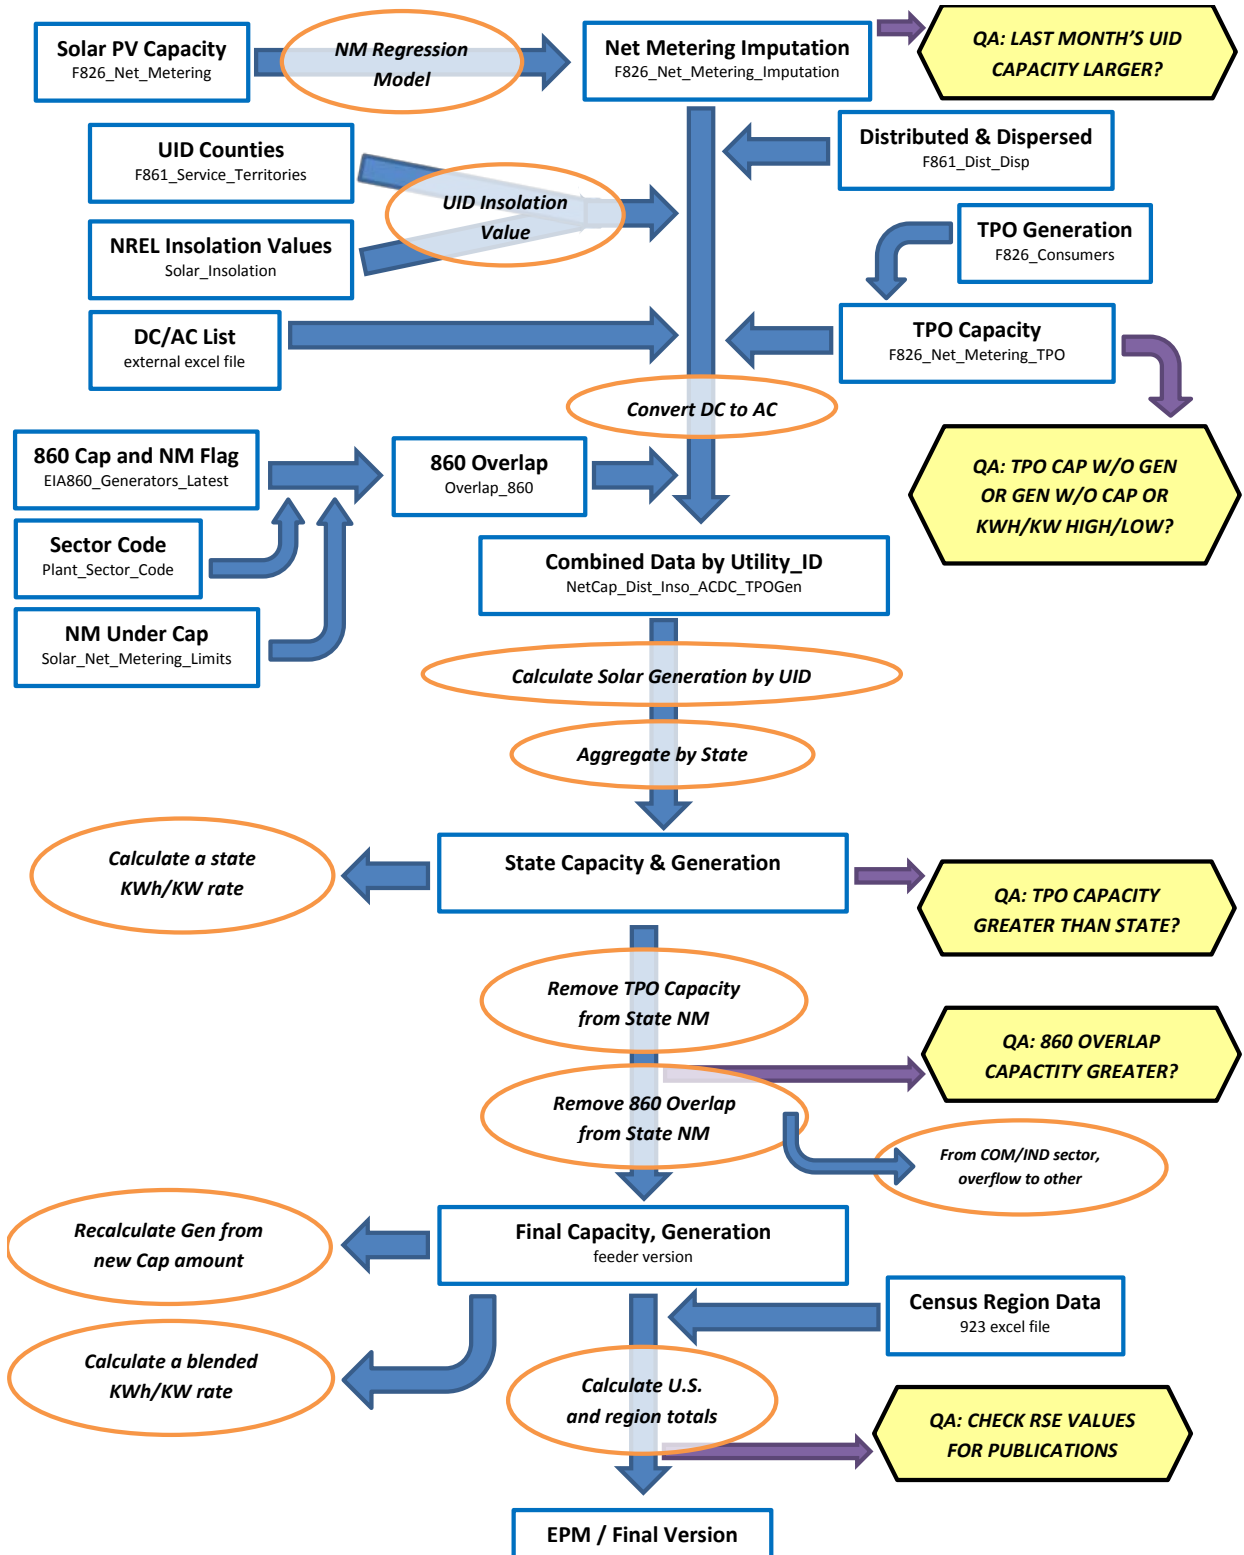 Solar PV Capacity
F826_Net_Metering
NM Regression
Model
Net Metering Imputation
F826_Net_Metering_Imputation
QA: LAST MONTH'S UID
CAPACITY LARGER?
UID Counties
F861_Service_Territories
Distributed & Dispersed
F861_Dist_Disp
UID Insolation
Value
NREL Insolation Values
Solar_Insolation
TPO Generation
F826_Consumers
DC/AC List
external excel file
TPO Capacity
F826_Net_Metering_TPO
Convert DC to AC
860 Cap and NM Flag
EIA860_Generators_Latest
860 Overlap
Overlap_860
QA: TPO CAP W/O GEN
OR GEN W/O CAP OR
KWH/KW HIGH/LOW?
Sector Code
Plant_Sector_Code
Combined Data by Utility_ID
NetCap_Dist_Inso_ACDC_TPOGen
NM Under Cap
Solar_Net_Metering_Limits
Calculate Solar Generation by UID
Aggregate by State
Calculate a state
KWh/KW rate
State Capacity & Generation
QA: TPO CAPACITY
GREATER THAN STATE?
Remove TPO Capacity
from State NM
QA: 860 OVERLAP
CAPACTITY GREATER?
Remove 860 Overlap
from State NM
From COM/IND sector,
overflow to other
Recalculate Gen from
new Cap amount
Final Capacity, Generation
feeder version
Census Region Data
923 excel file
Calculate a blended
KWh/KW rate
Calculate U.S.
and region totals
QA: CHECK RSE VALUES
FOR PUBLICATIONS
EPM / Final Version